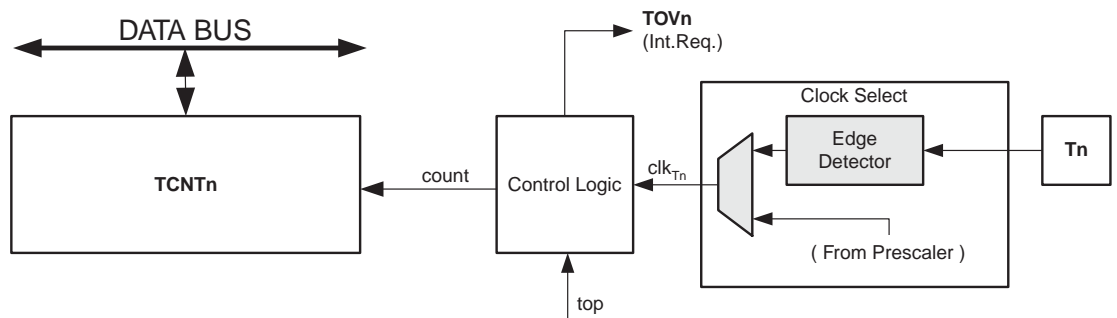 DATA BUS
TOVn
(Int.Req.)
Clock Select
Edge
Detector
Tn
TCNTn
count
Control Logic
clkTn
( From Prescaler )
top